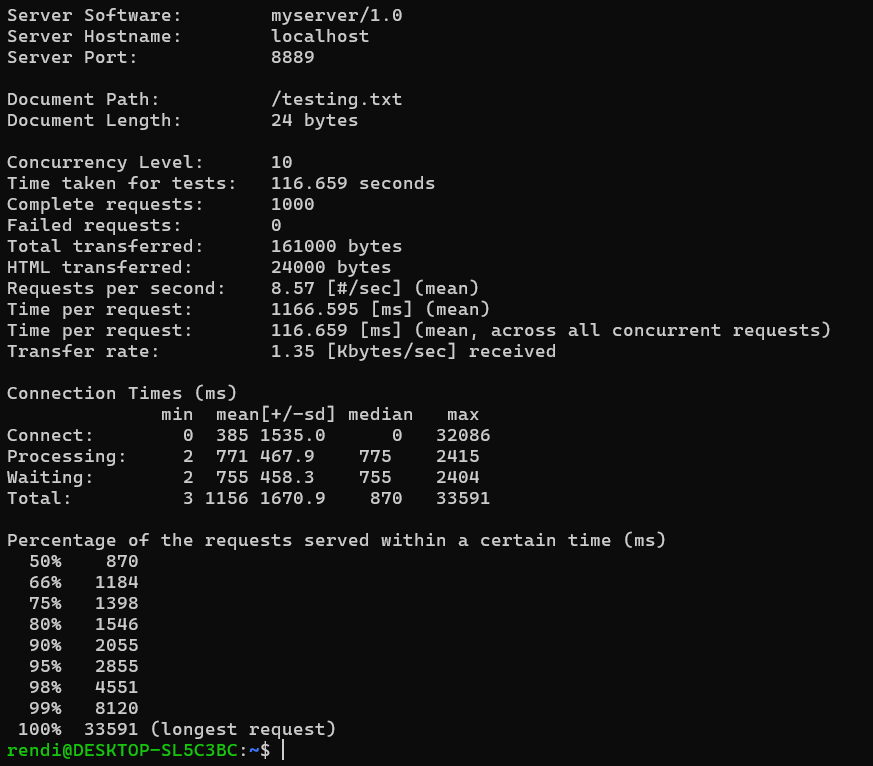 Server Software:        myserver/1.0
Server Hostname:        localhost
Server Port:            8889

Document Path:          /testing.txt
Document Length:        24 bytes

Concurrency Level:      10
Time taken for tests:   116.659 seconds
Complete requests:      1000
Failed requests:        0
Total transferred:      161000 bytes
HTML transferred:       24000 bytes
Requests per second:    8.57 [#/sec] (mean)
Time per request:       1166.595 [ms] (mean)
Time per request:       116.659 [ms] (mean, across all concurrent requests)
Transfer rate:          1.35 [Kbytes/sec] received

Connection Times (ms)
              min  mean[+/-sd] median   max
Connect:        0  385 1535.0      0   32086
Processing:     2  771 467.9    775    2415
Waiting:        2  755 458.3    755    2404
Total:          3 1156 1670.9    870   33591

Percentage of the requests served within a certain time (ms)
  50%    870
  66%   1184
  75%   1398
  80%   1546
  90%   2055
  95%   2855
  98%   4551
  99%   8120
 100%  33591 (longest request)
rendi@DESKTOP-SL5C3BC:~$